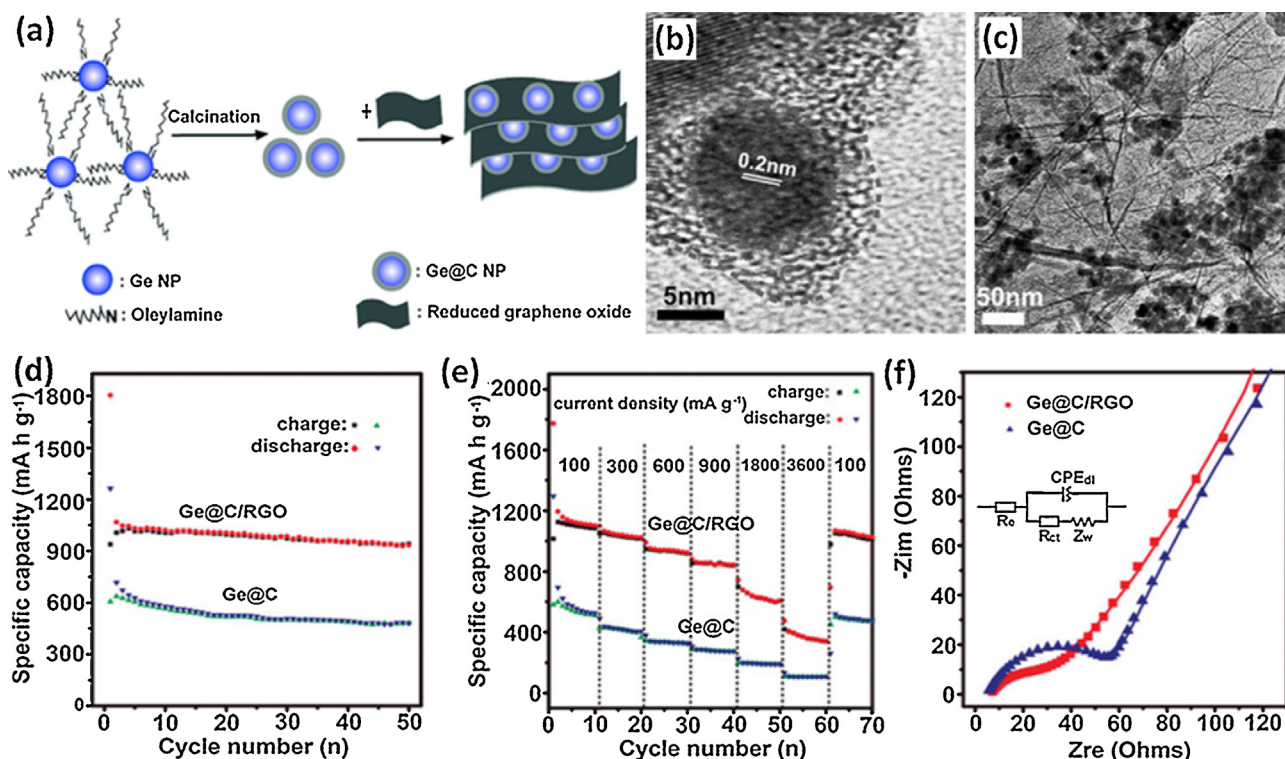 (a)
Calcination
+
: Ge NP
: Oleylamine
N
: Ge@C NP
: Reduced graphene oxide
(b)
0.2nm
5nm
(c)
50nm
(d)
1800
1500
1200
900
600
300
0
0 10 20 30 40 50
Specific capacity (mA h g-1)
Cycle number (n)
charge:
discharge:
Ge@C/RGO
Ge@C
(e)
2000
1600
1200
800
400
0
0 10 20 30 40 50 60 70
Specific capacity (mA h g-1)
Cycle number (n)
charge:
discharge:
current density (mA g-1)
100 300 600 900 1800 3600 100
Ge@C/RGO
Ge@C
(f)
120
100
80
60
40
20
0
0 20 40 60 80 100 120
-Zim (Ohms)
Zre (Ohms)
Ge@C/RGO
Ge@C
CPEdl
Rct
Zw